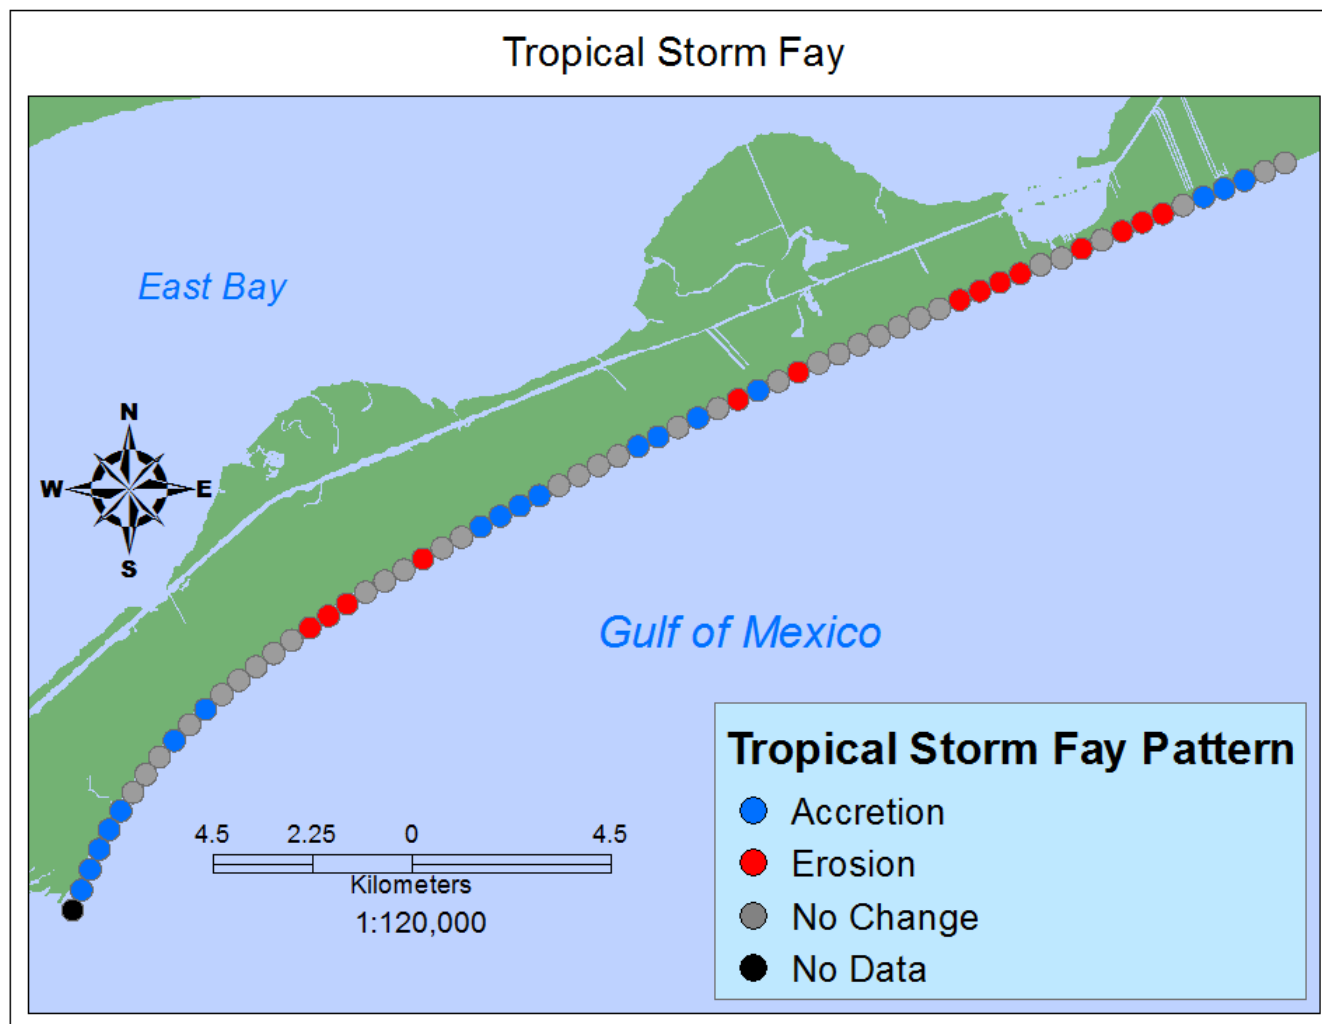 Tropical Storm Fay
East Bay
N
W E
S
Gulf of Mexico
4.5 2.25 0 4.5
Kilometers
1:120,000
Tropical Storm Fay Pattern
Accretion
Erosion
No Change
No Data